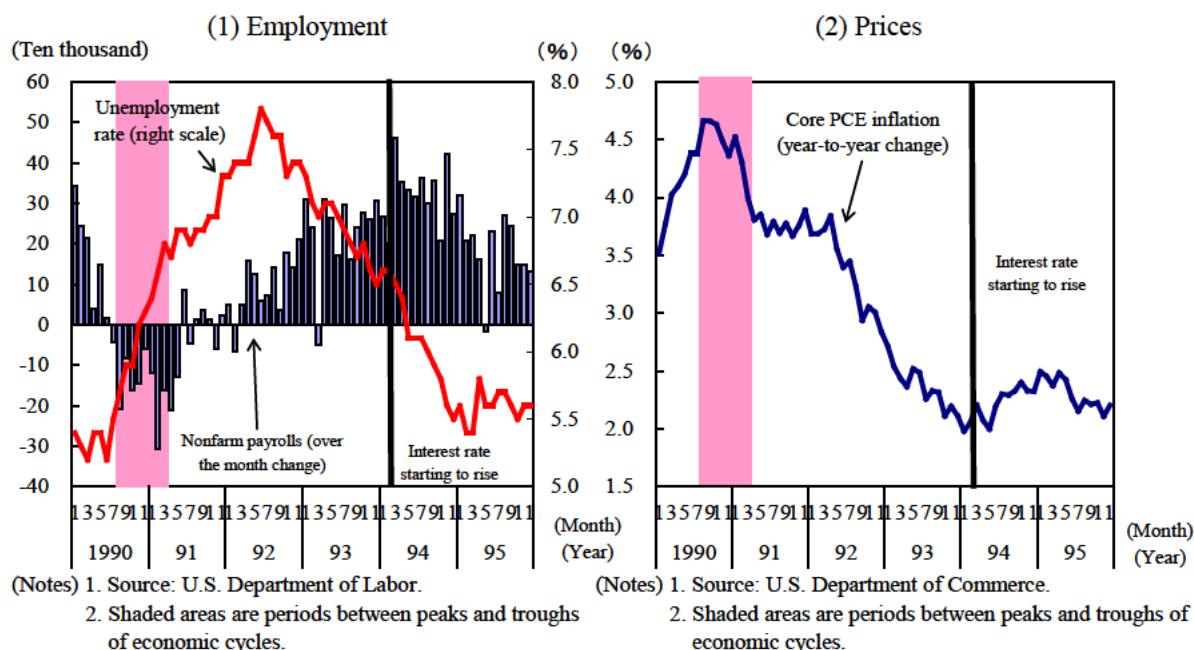 (1) Employment
(Ten thousand)
(%)
60
50
40
30
20
10
0
-10
-20
-30
-40
8.0
7.5
7.0
6.5
6.0
5.5
5.0
Unemployment
rate (right scale)
Nonfarm payrolls (over
the month change)
Interest rate
starting to rise
1 3 5 7 9 11 1 3 5 7 9 11 1 3 5 7 9 11 1 3 5 7 9 11 1 3 5 7 9 11 1 3 5 7 9 11
(Month)
1990 91 92 93 94 95
(Year)
(Notes) 1. Source: U.S. Department of Labor.
2. Shaded areas are periods between peaks and troughs
of economic cycles.
(2) Prices
(%)
5.0
4.5
4.0
3.5
3.0
2.5
2.0
1.5
Core PCE inflation
(year-to-year change)
Interest rate
starting to rise
1 3 5 7 9 11 1 3 5 7 9 11 1 3 5 7 9 11 1 3 5 7 9 11 1 3 5 7 9 11 1 3 5 7 9 11
(Month)
1990 91 92 93 94 95
(Year)
(Notes) 1. Source: U.S. Department of Commerce.
2. Shaded areas are periods between peaks and troughs of
economic cycles.